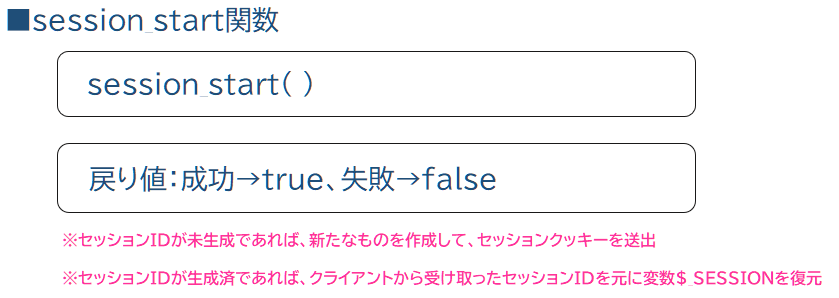 ■session_start関数
session_start( )
戻り値：成功→true、失敗→false
※セッションIDが未生成であれば、新たなものを作成して、セッションクッキーを送出
※セッションIDが生成済であれば、クライアントから受け取ったセッションIDを元に変数$_SESSIONを復元